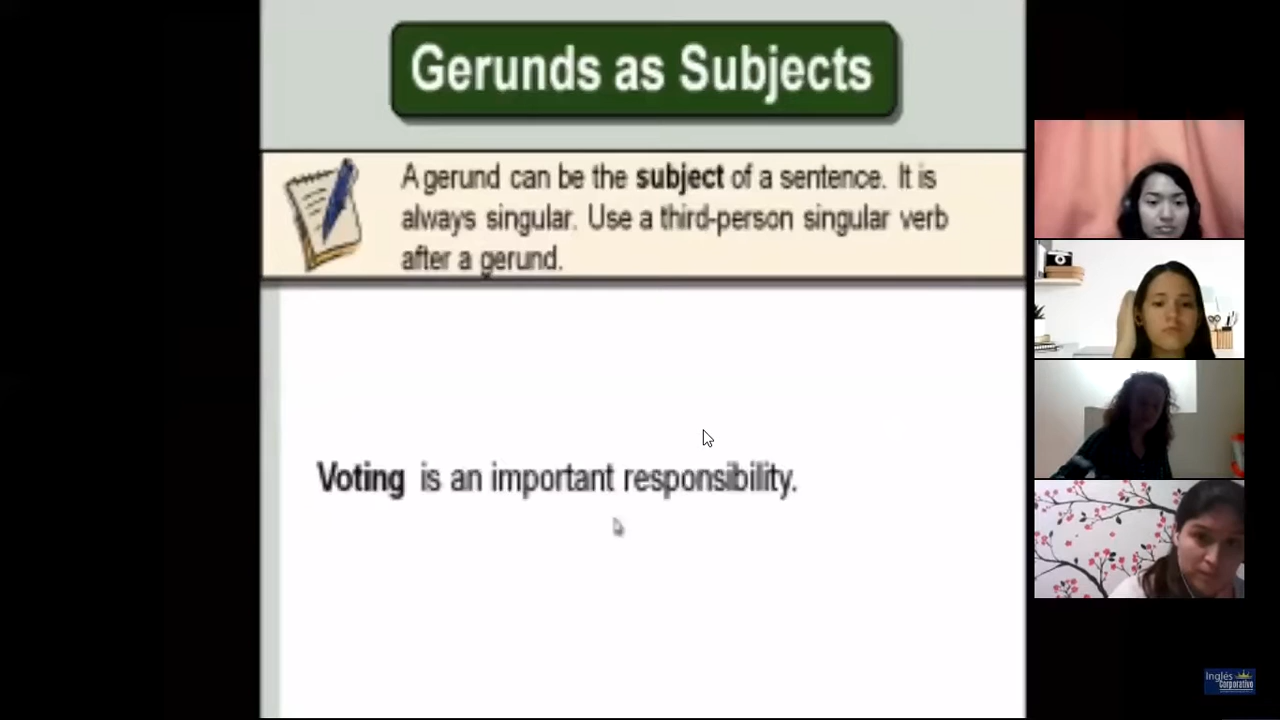 Gerunds as Subjects
A gerund can be the subject of a sentence. It is
always singular. Use a third-person singular verb
after a gerund.
Voting is an important responsibility.
Inglés
Corporativo